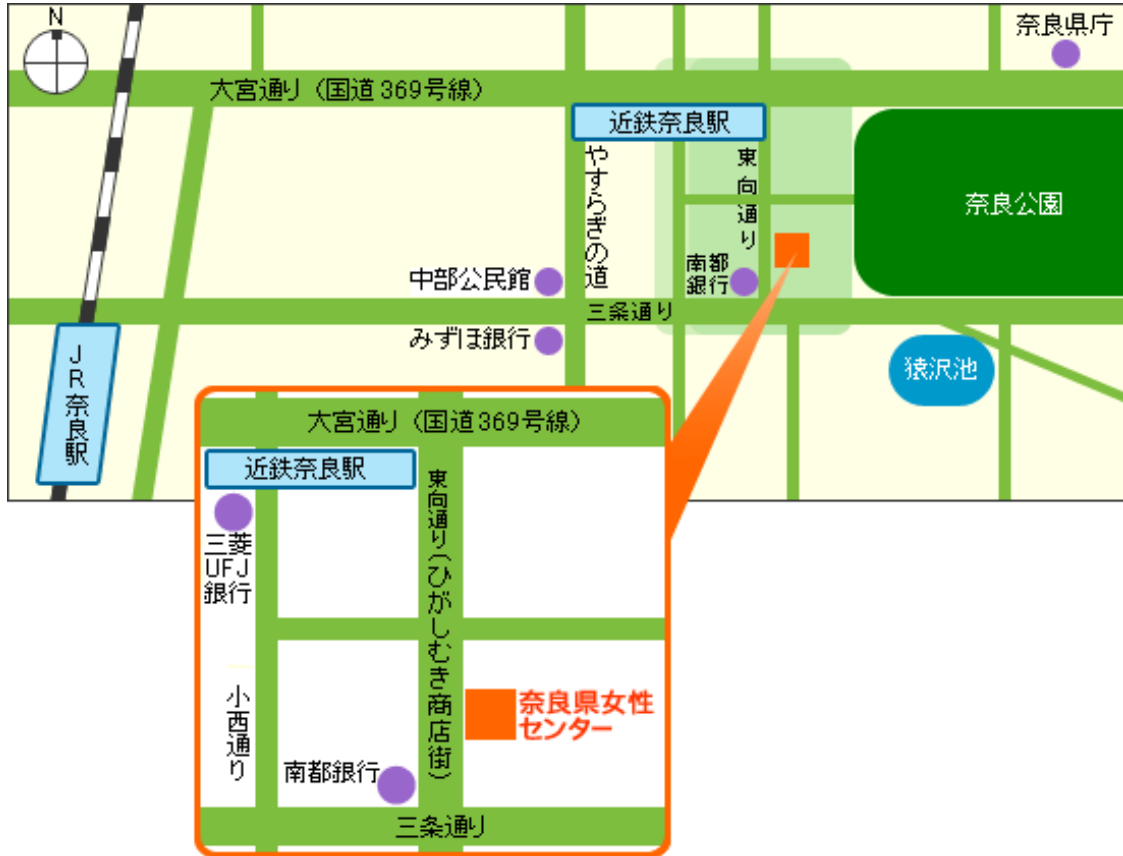 N
奈良県庁
大宮通り（国道369号線）
近鉄奈良駅
やすらぎの道
東向通り
奈良公園
中部公民館
南都
銀行
三条通り
みずほ銀行
猿沢池
JR奈良駅
大宮通り（国道369号線）
近鉄奈良駅
東向通り（ひがしむき商店街）
三菱
UFJ
銀行
小西通り
奈良県女性
センター
南都銀行
三条通り